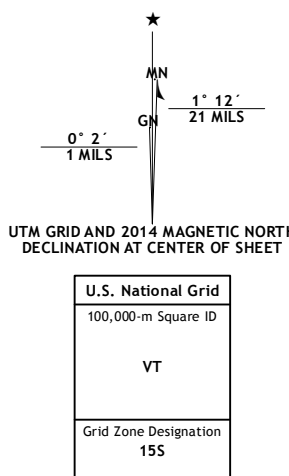 MN
1° 12´
21 MILS
GN
0° 2´
1 MILS
UTM GRID AND 2014 MAGNETIC NORTH
DECLINATION AT CENTER OF SHEET
U.S. National Grid
100,000-m Square ID
VT
Grid Zone Designation
15S